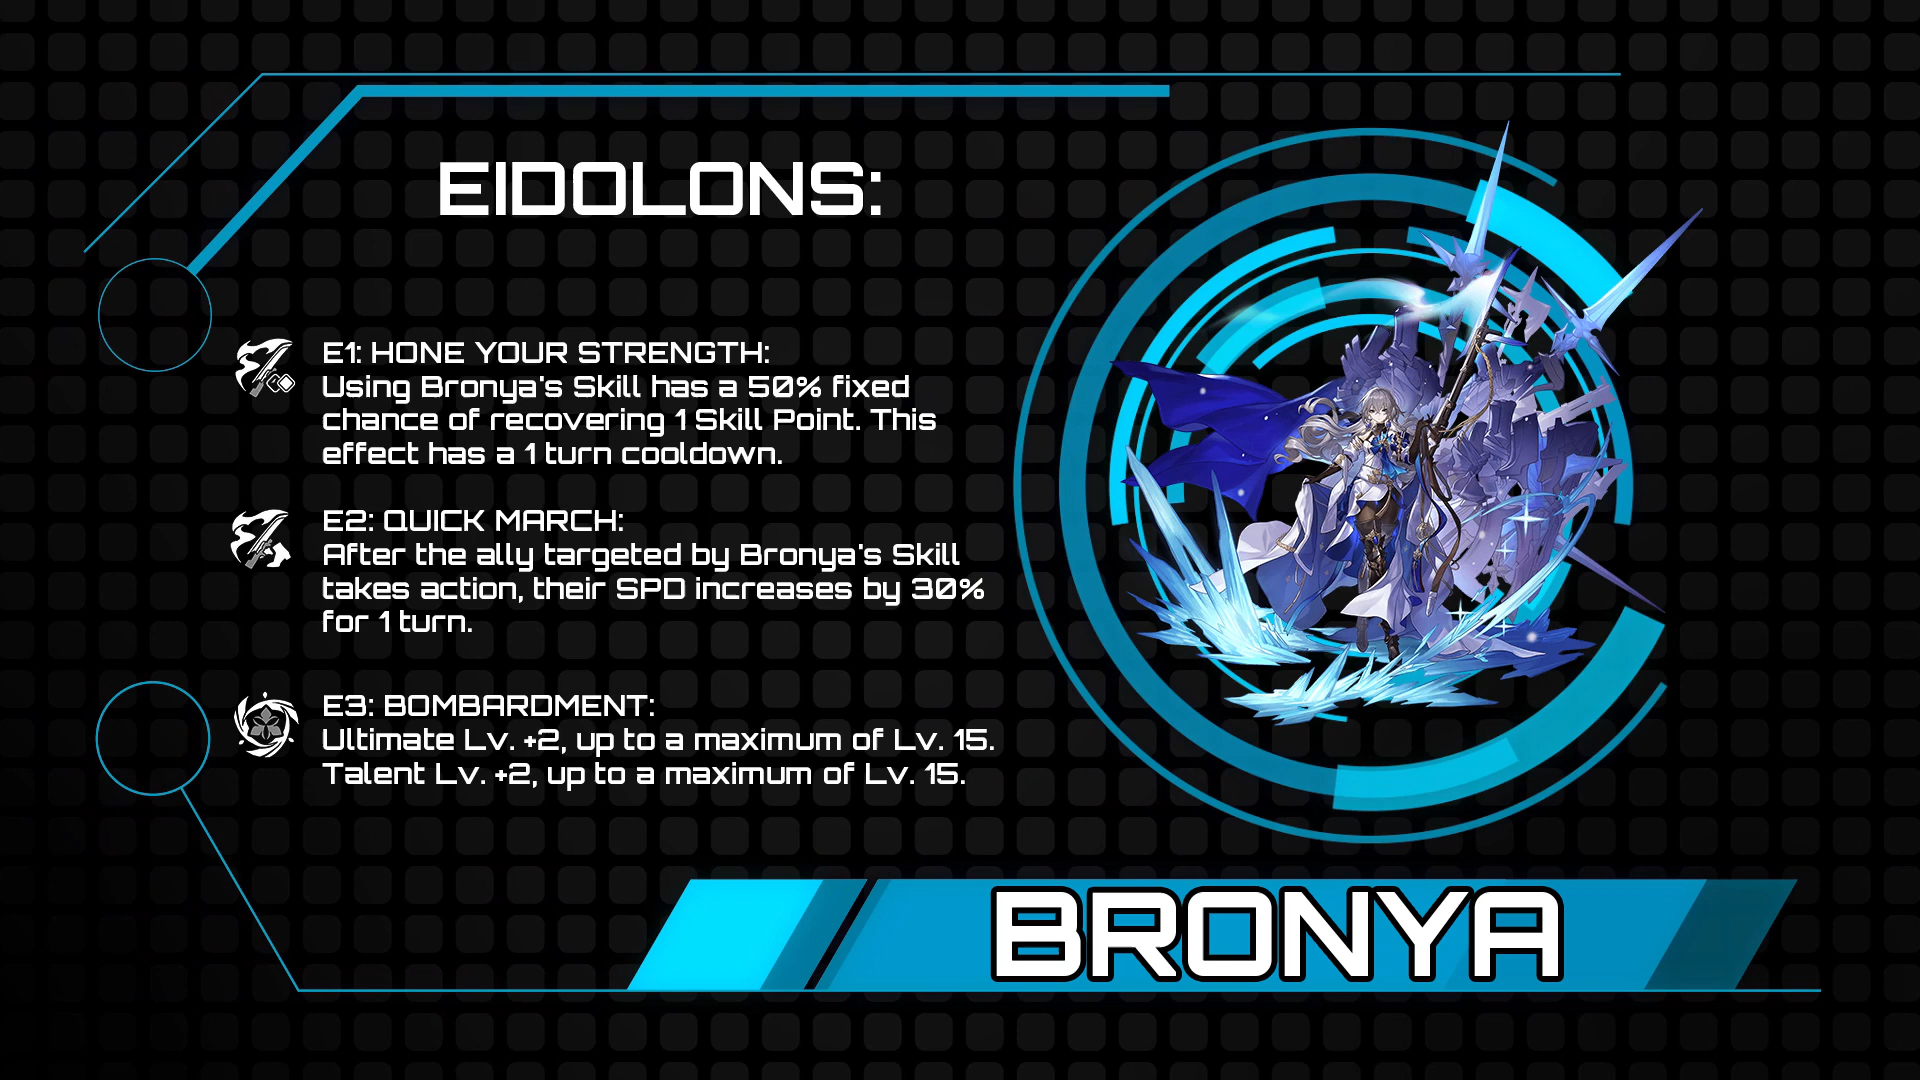 EIDOLONS:
E1: HONE YOUR STRENGTH:
Using Bronya's Skill has a 50% fixed
chance of recovering 1 Skill Point. This
effect has a 1 turn cooldown.
E2: QUICK MARCH:
After the ally targeted by Bronya's Skill
takes action, their SPD increases by 30%
for 1 turn.
E3: BOMBARDMENT:
Ultimate Lv. +2, up to a maximum of Lv. 15.
Talent Lv. +2, up to a maximum of Lv. 15.
BRONYA